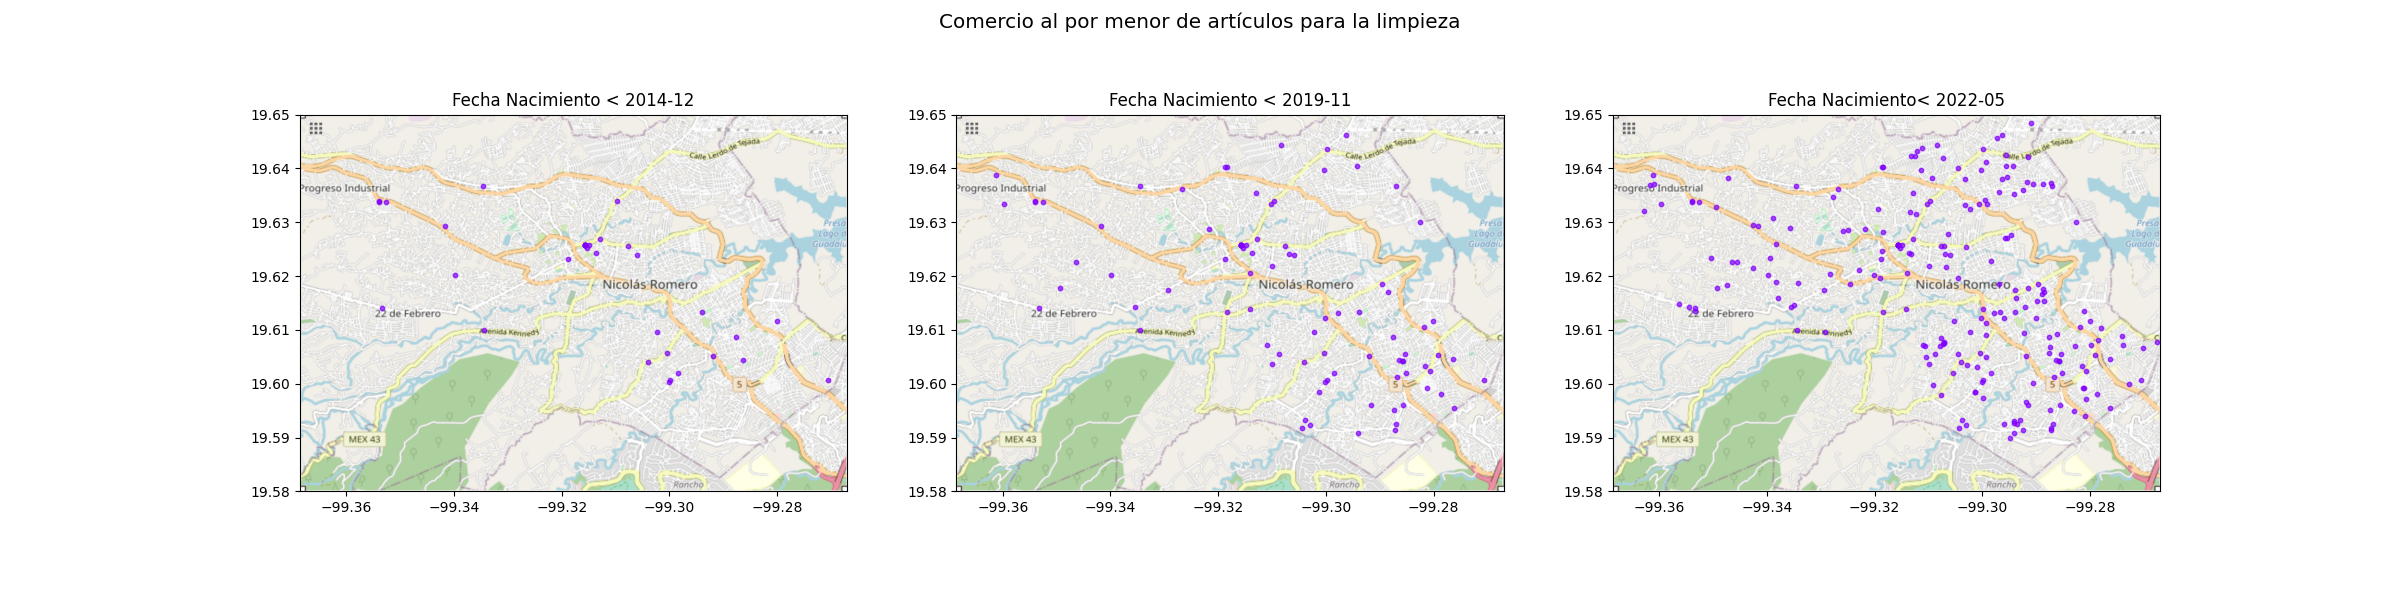 Comercio al por menor de artículos para la limpieza
Fecha Nacimiento < 2014-12
19.65
19.64
19.63
19.62
19.61
19.60
19.59
19.58
−99.36
−99.34
−99.32
−99.30
−99.28
Calle Lerdo de Tejada
Progreso Industrial
Presa
Lago
Guadalu
Nicolás Romero
22 de Febrero
Avenida Kennedy
5
MEX 43
Rancho
Fecha Nacimiento < 2019-11
19.65
19.64
19.63
19.62
19.61
19.60
19.59
19.58
−99.36
−99.34
−99.32
−99.30
−99.28
Calle Lerdo de Tejada
Progreso Industrial
Presa
Lago
Guadalu
Nicolás Romero
22 de Febrero
Avenida Kennedy
5
MEX 43
Rancho
Fecha Nacimiento< 2022-05
19.65
19.64
19.63
19.62
19.61
19.60
19.59
19.58
−99.36
−99.34
−99.32
−99.30
−99.28
Calle Lerdo de Tejada
Progreso Industrial
Presa
Lago
Guadalu
Nicolás Romero
22 de Febrero
Avenida Kennedy
5
MEX 43
Rancho